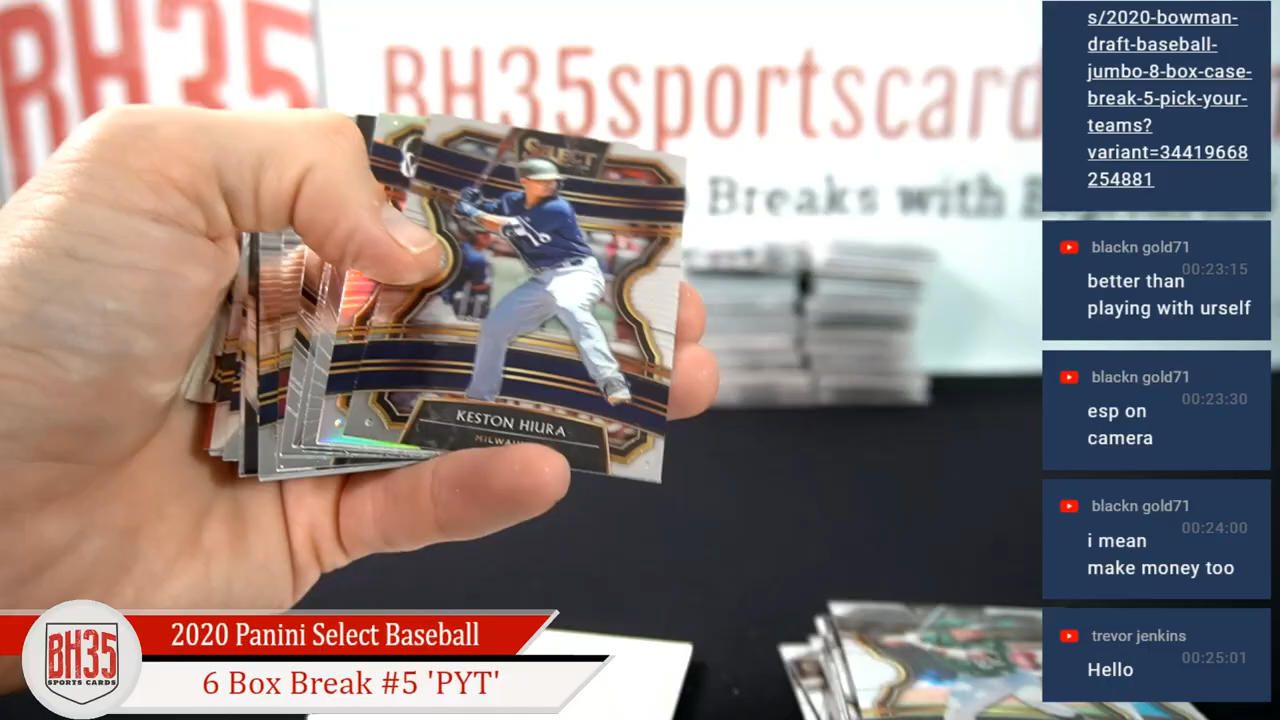 BH35
BH35sportscard
Breaks with
SELECT
KESTON HIURA
MILWAU
s/2020-bowman-
draft-baseball-
jumbo-8-box-case-
break-5-pick-your-
teams?
variant=34419668
254881
blackn gold71
00:23:15
better than
playing with urself
blackn gold71
00:23:30
esp on
camera
blackn gold71
00:24:00
i mean
make money too
trevor jenkins
00:25:01
Hello
BH35
SPORTS CARDS
2020 Panini Select Baseball
6 Box Break #5 'PYT'